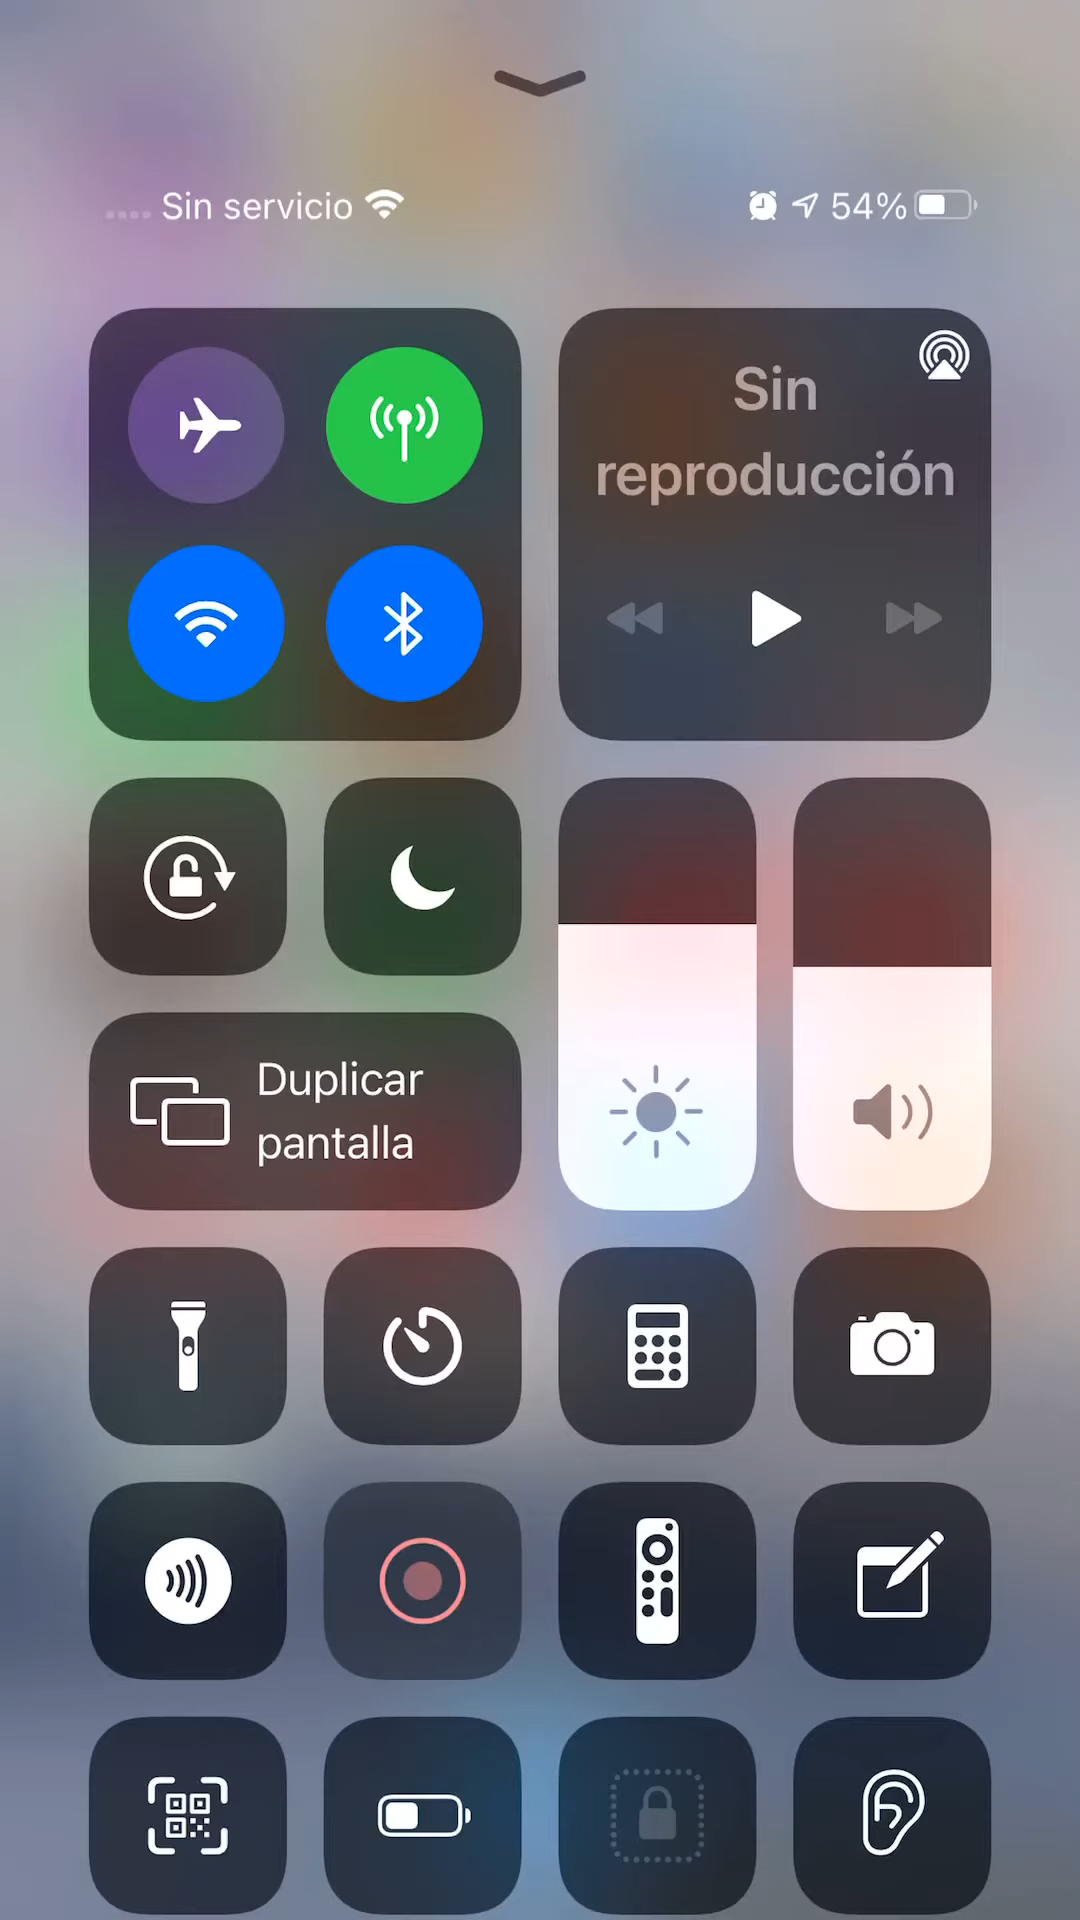 Sin servicio 54%
Sin
reproducción
Duplicar
pantalla